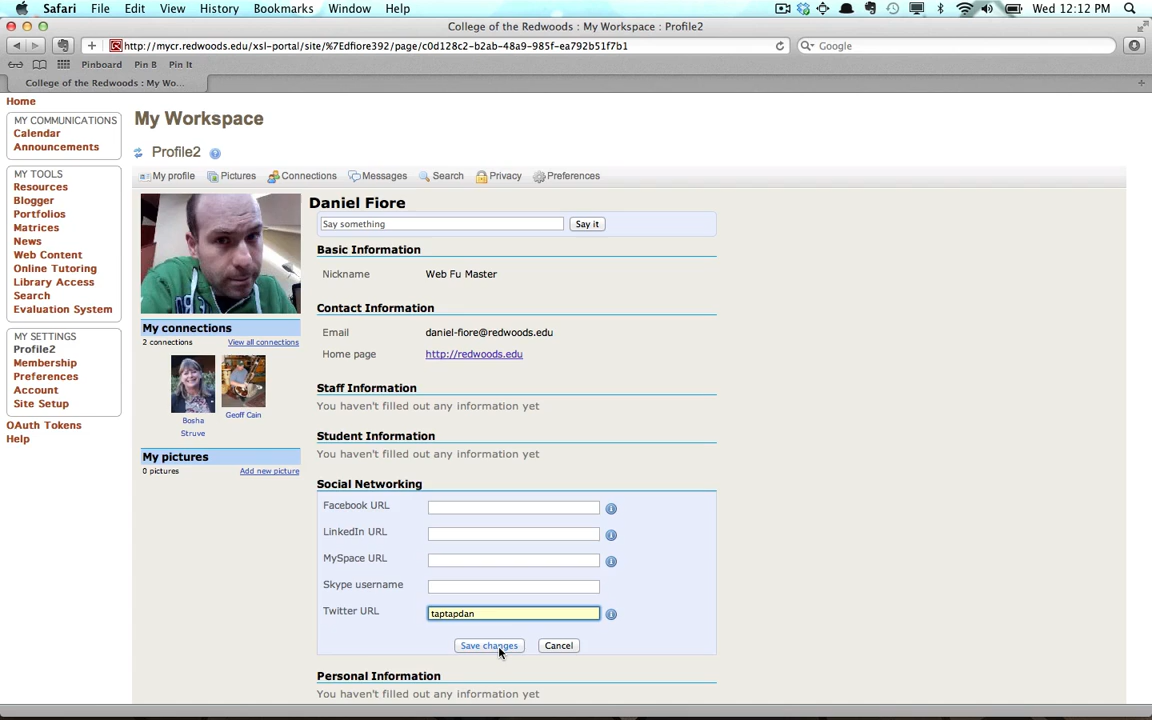 Safari File Edit View History Bookmarks Window Help Wed 12:12 PM
College of the Redwoods : My Workspace : Profile2
http://mycr.redwoods.edu/xsl-portal/site/%7Edfiore392/page/c0d128c2-b2ab-48a9-985f-ea792b51f7b1 Google
Pinboard Pin B Pin It
College of the Redwoods : My Wo...
Home
MY COMMUNICATIONS
Calendar
Announcements
MY TOOLS
Resources
Blogger
Portfolios
Matrices
News
Web Content
Online Tutoring
Library Access
Search
Evaluation System
MY SETTINGS
Profile2
Membership
Preferences
Account
Site Setup
OAuth Tokens
Help
My Workspace
Profile2
My profile Pictures Connections Messages Search Privacy Preferences
My connections
2 connections View all connections
Bosha
Struve
Geoff Cain
My pictures
0 pictures Add new picture
Daniel Fiore
Say something Say it
Basic Information
Nickname Web Fu Master
Contact Information
Email daniel-fiore@redwoods.edu
Home page http://redwoods.edu
Staff Information
You haven't filled out any information yet
Student Information
You haven't filled out any information yet
Social Networking
Facebook URL
LinkedIn URL
MySpace URL
Skype username
Twitter URL taptapdan
Save changes Cancel
Personal Information
You haven't filled out any information yet